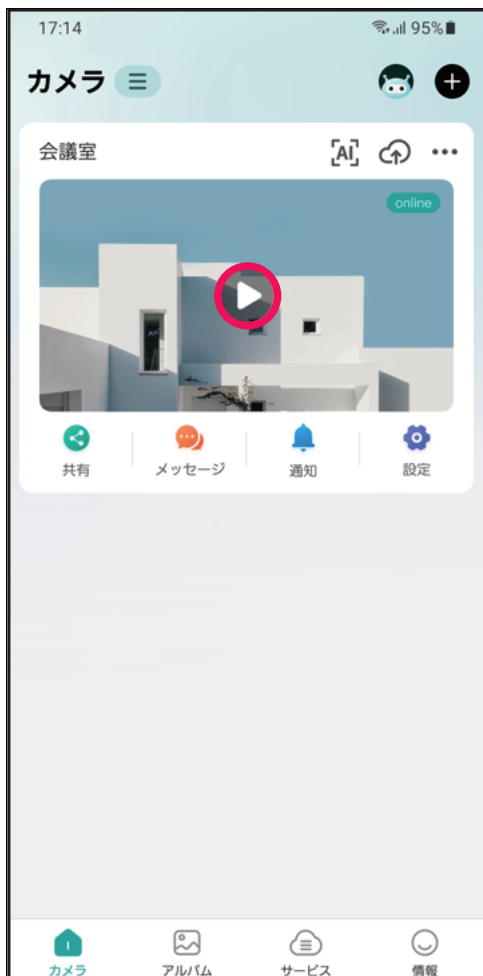 17:14 95%
カメラ
会議室 AI
online
共有 メッセージ 通知 設定
カメラ アルバム サービス 情報